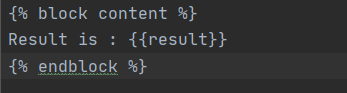 {% block content %}
Result is : {{result}}
{% endblock %}